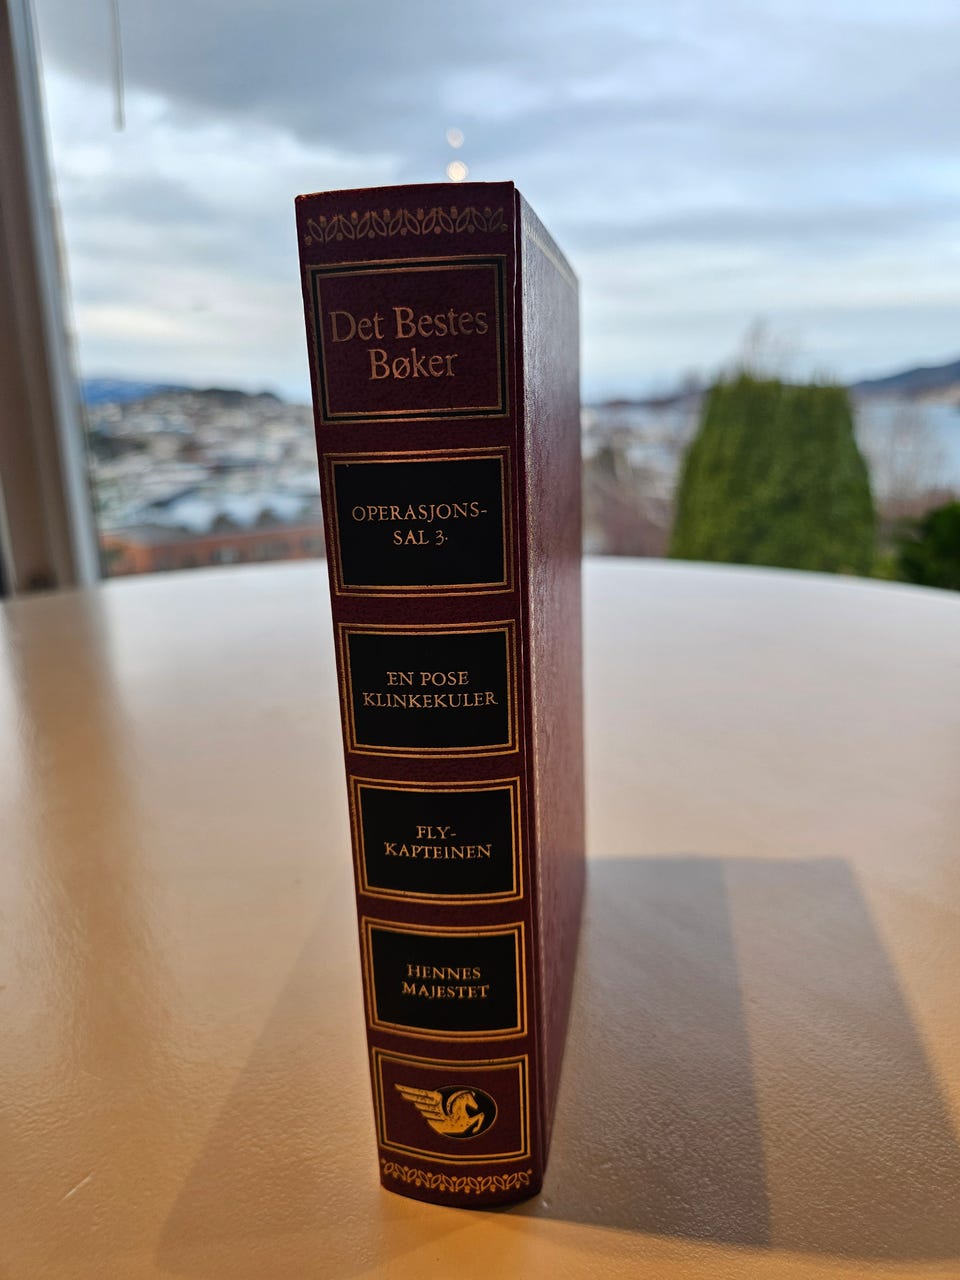 Det Bestes
Bøker
OPERASJONS-
SAL 3.
EN POSE
KLINKEKULER
FLY-
KAPTEINEN
HENNES
MAJESTET